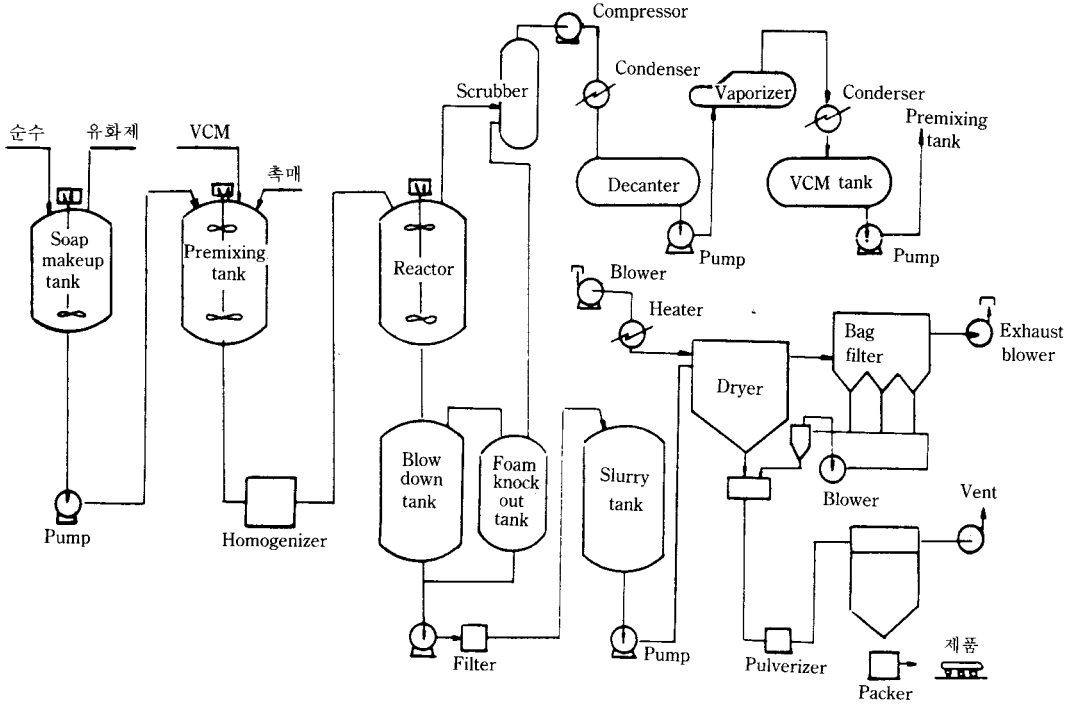 Compressor
Condenser
Scrubber
Vaporizer
Conderser
Premixing
tank
순수
유화제
VCM
촉매
Decanter
VCM tank
Soap
makeup
tank
Premixing
tank
Reactor
Pump
Pump
Blower
Heater
Bag
filter
Exhaust
blower
Dryer
Blow
down
tank
Foam
knock
out
tank
Slurry
tank
Blower
Vent
Pump
Homogenizer
Filter
Pump
Pulverizer
제품
Packer